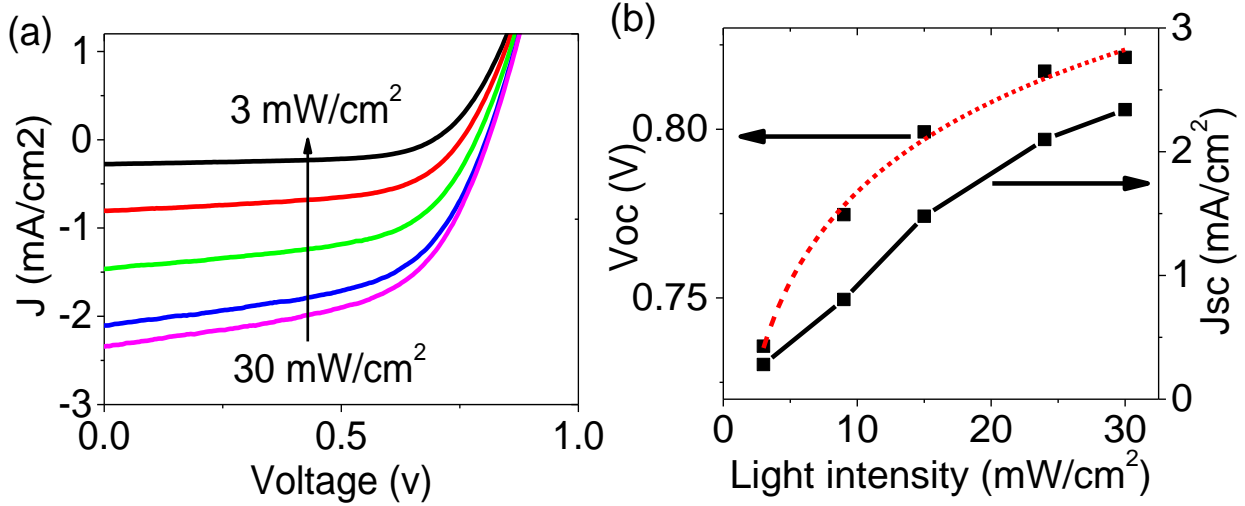 (a)
J (mA/cm2)
1
0
-1
-2
-3
3 mW/cm²
30 mW/cm²
0.0
0.5
1.0
Voltage (v)
(b)
Voc (V)
0.80
0.75
3
2
1
0
Jsc (mA/cm²)
0
10
20
30
Light intensity (mW/cm²)